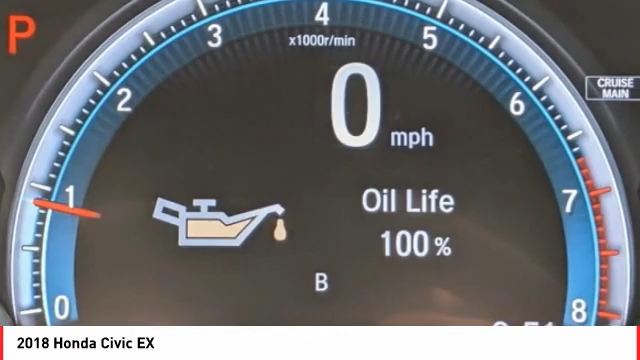 P
4
3
5
x1000r/min
2
6
CRUISE
MAIN
0
mph
1
7
Oil Life
100 %
B
0
8
2018 Honda Civic EX